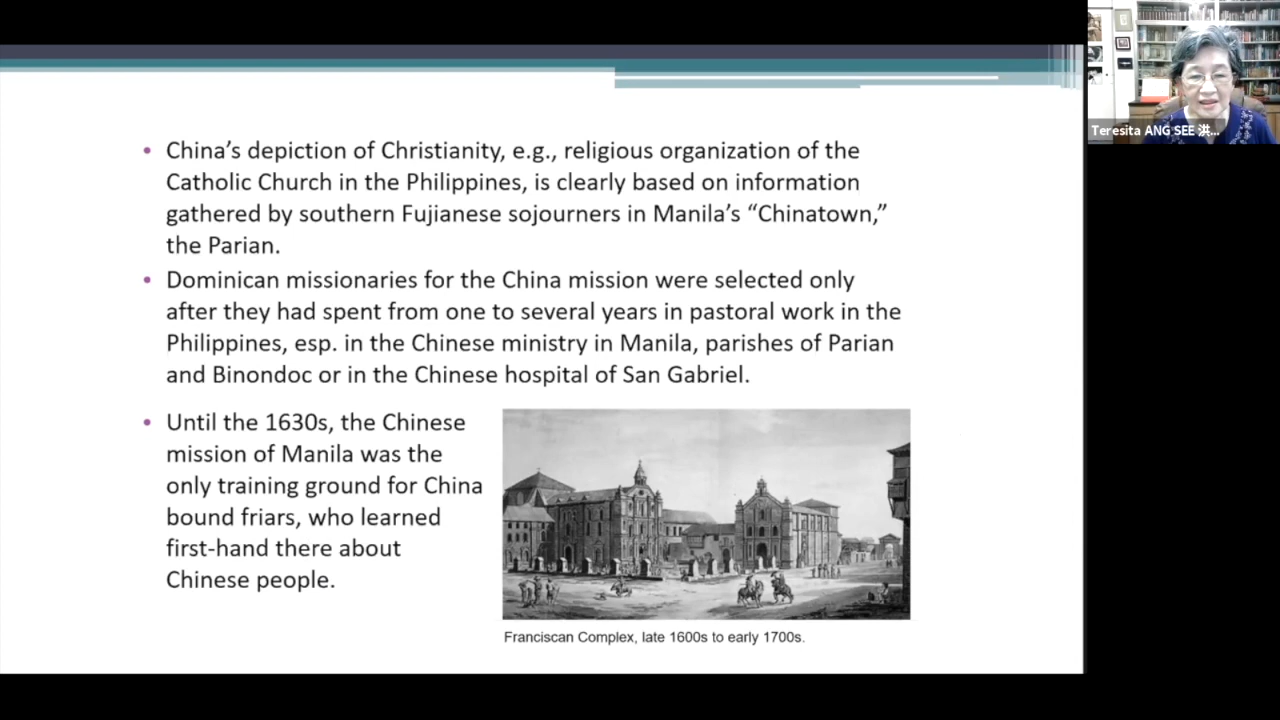 • China’s depiction of Christianity, e.g., religious organization of the
Catholic Church in the Philippines, is clearly based on information
gathered by southern Fujianese sojourners in Manila’s “Chinatown,”
the Parian.
• Dominican missionaries for the China mission were selected only
after they had spent from one to several years in pastoral work in the
Philippines, esp. in the Chinese ministry in Manila, parishes of Parian
and Binondoc or in the Chinese hospital of San Gabriel.
• Until the 1630s, the Chinese
mission of Manila was the
only training ground for China
bound friars, who learned
first-hand there about
Chinese people.
Franciscan Complex, late 1600s to early 1700s.
Teresita ANG SEE 洪...